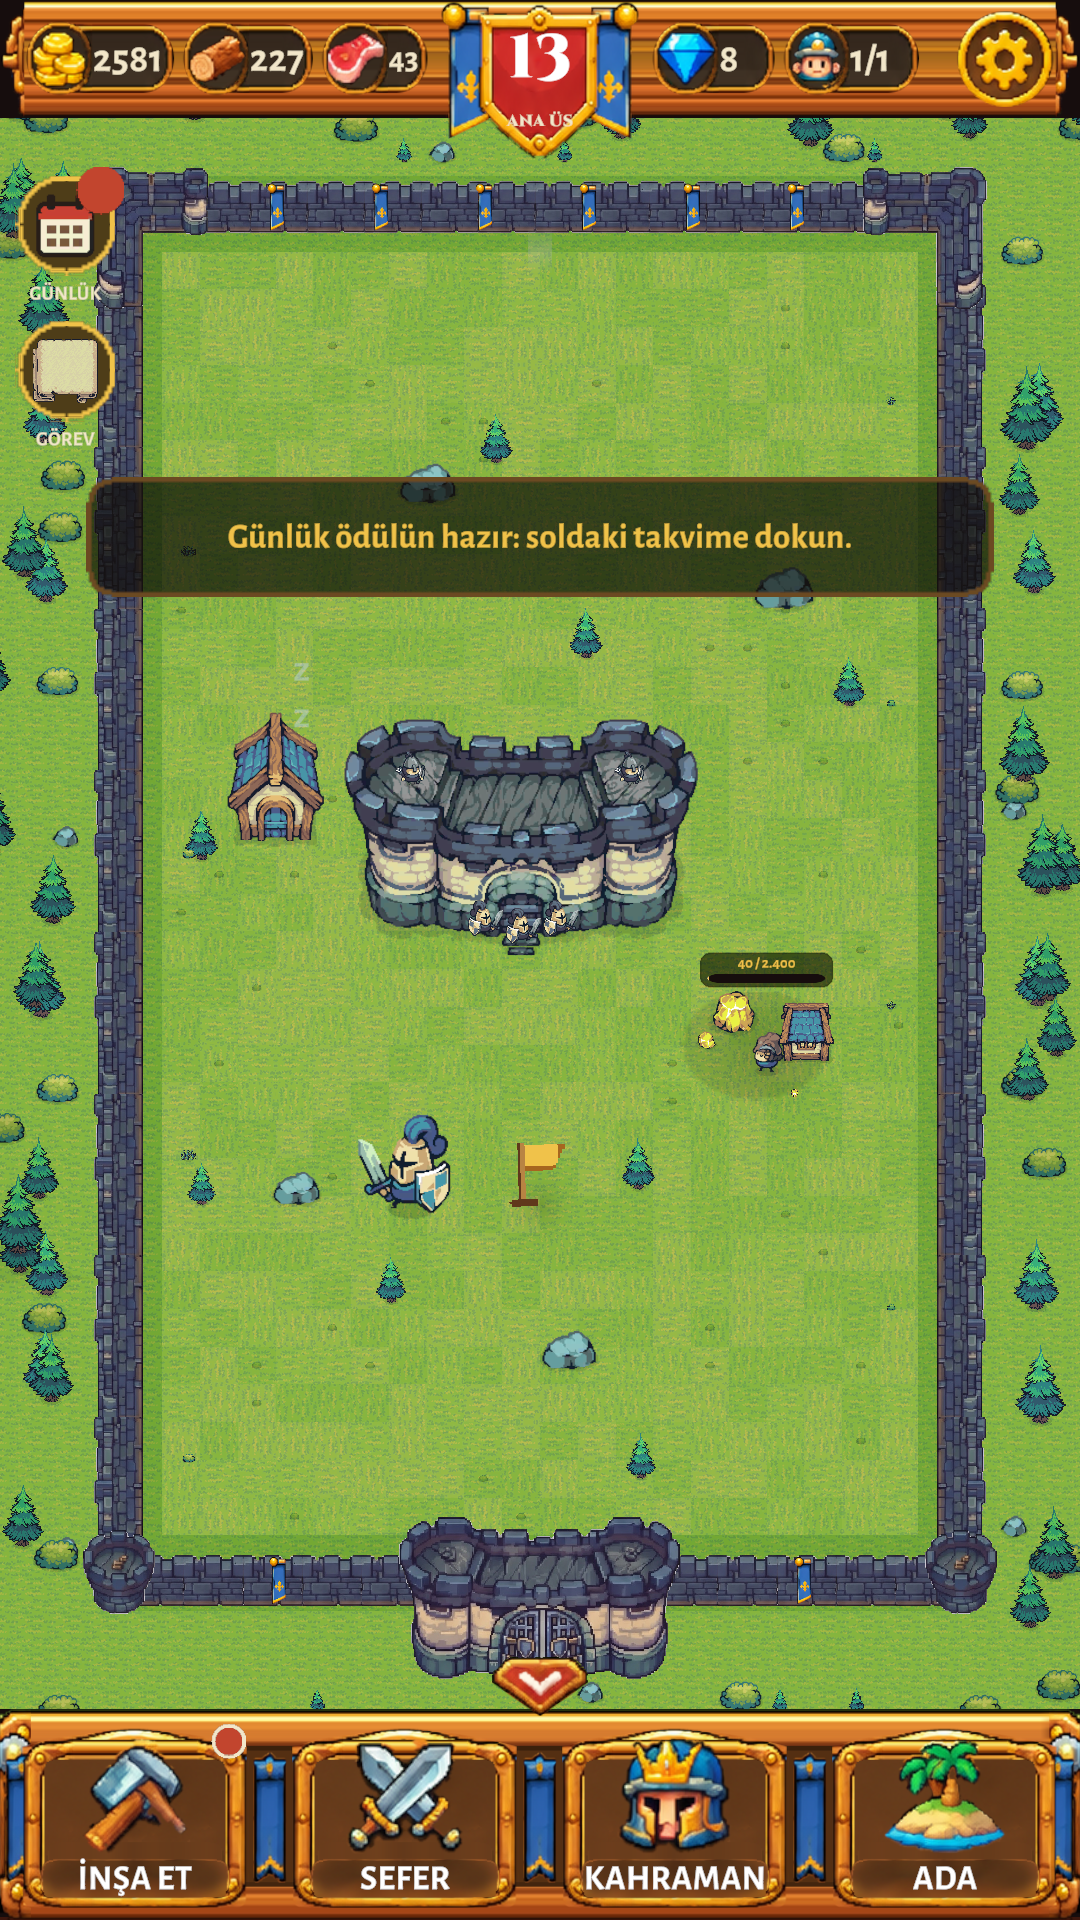 2581
227
43
13
ANA ÜS
8
1/1
GÜNLÜK
GÖREV
Günlük ödülün hazır: soldaki takvime dokun.
Z
Z
40/2.400
İNŞA ET
SEFER
KAHRAMAN
ADA